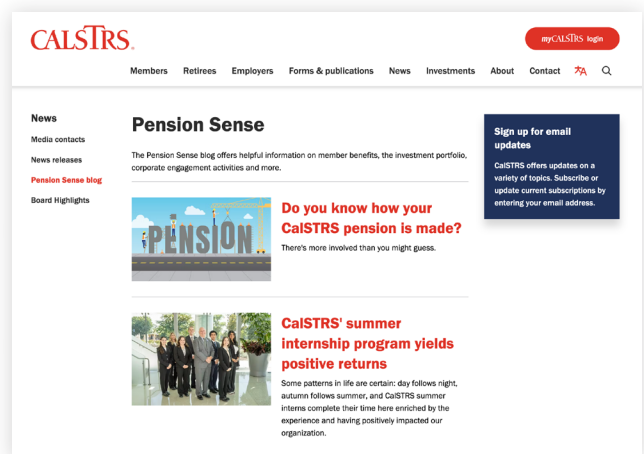 CALSTRS.
myCALSTRS login
Members Retirees Employers Forms & publications News Investments About Contact
News
Media contacts
News releases
Pension Sense blog
Board Highlights
Pension Sense
The Pension Sense blog offers helpful information on member benefits, the investment portfolio,
corporate engagement activities and more.
PENSION
Do you know how your
CalSTRS pension is made?
There's more involved than you might guess.
CalSTRS' summer
internship program yields
positive returns
Some patterns in life are certain: day follows night,
autumn follows summer, and CalSTRS summer
interns complete their time here enriched by the
experience and having positively impacted our
organization.
Sign up for email
updates
CalSTRS offers updates on a
variety of topics. Subscribe or
update current subscriptions by
entering your email address.